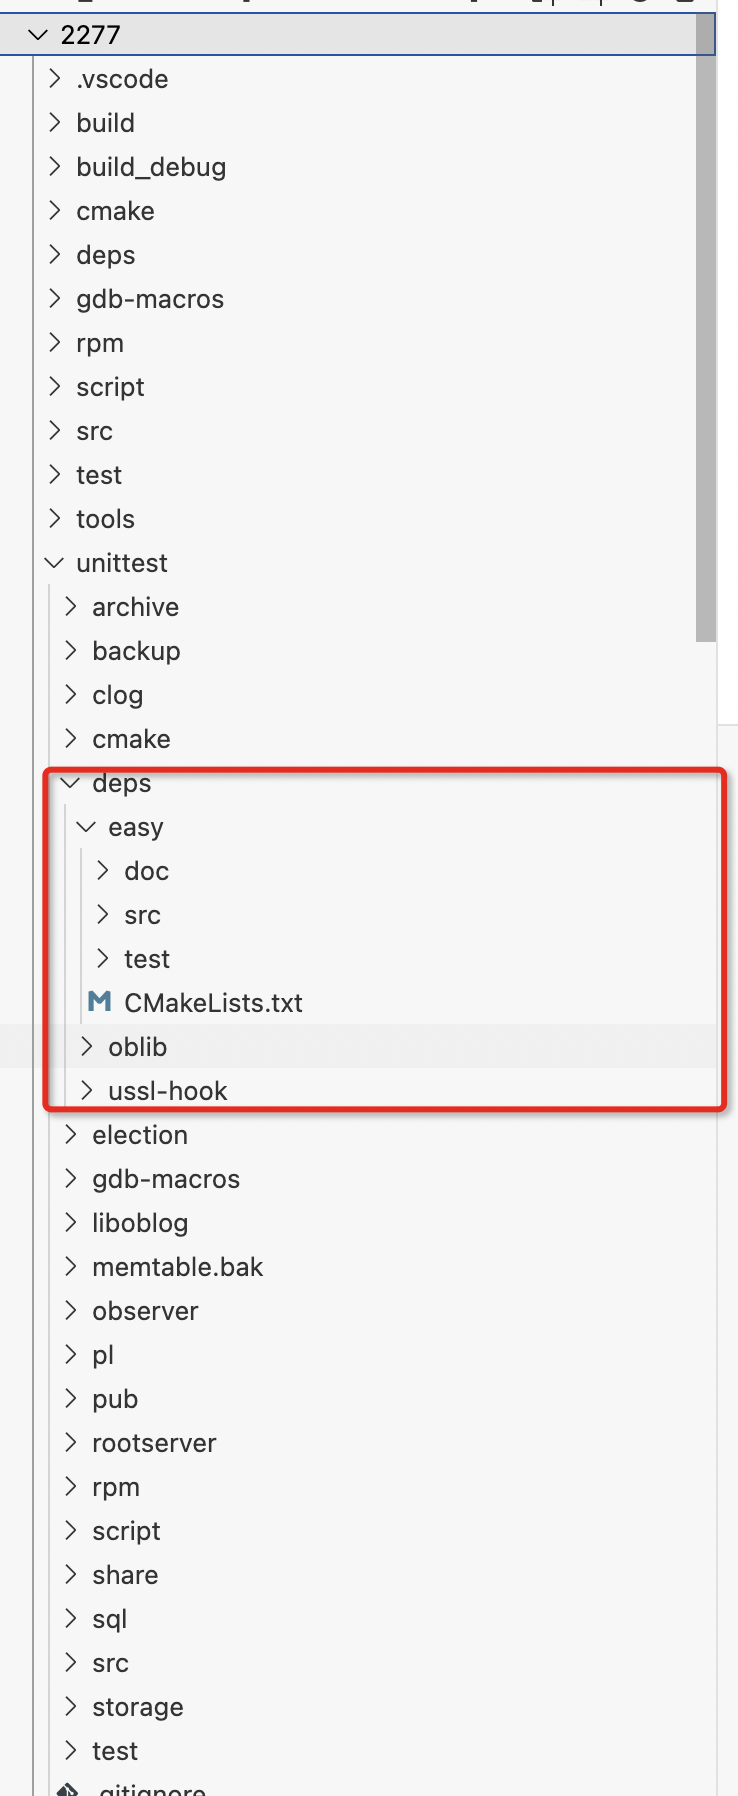 2277
.vscode
build
build_debug
cmake
deps
gdb-macros
rpm
script
src
test
tools
unittest
archive
backup
clog
cmake
deps
easy
doc
src
test
CMakeLists.txt
oblib
ussl-hook
election
gdb-macros
liboblog
memtable.bak
observer
pl
pub
rootserver
rpm
script
share
sql
src
storage
test
.gitignore